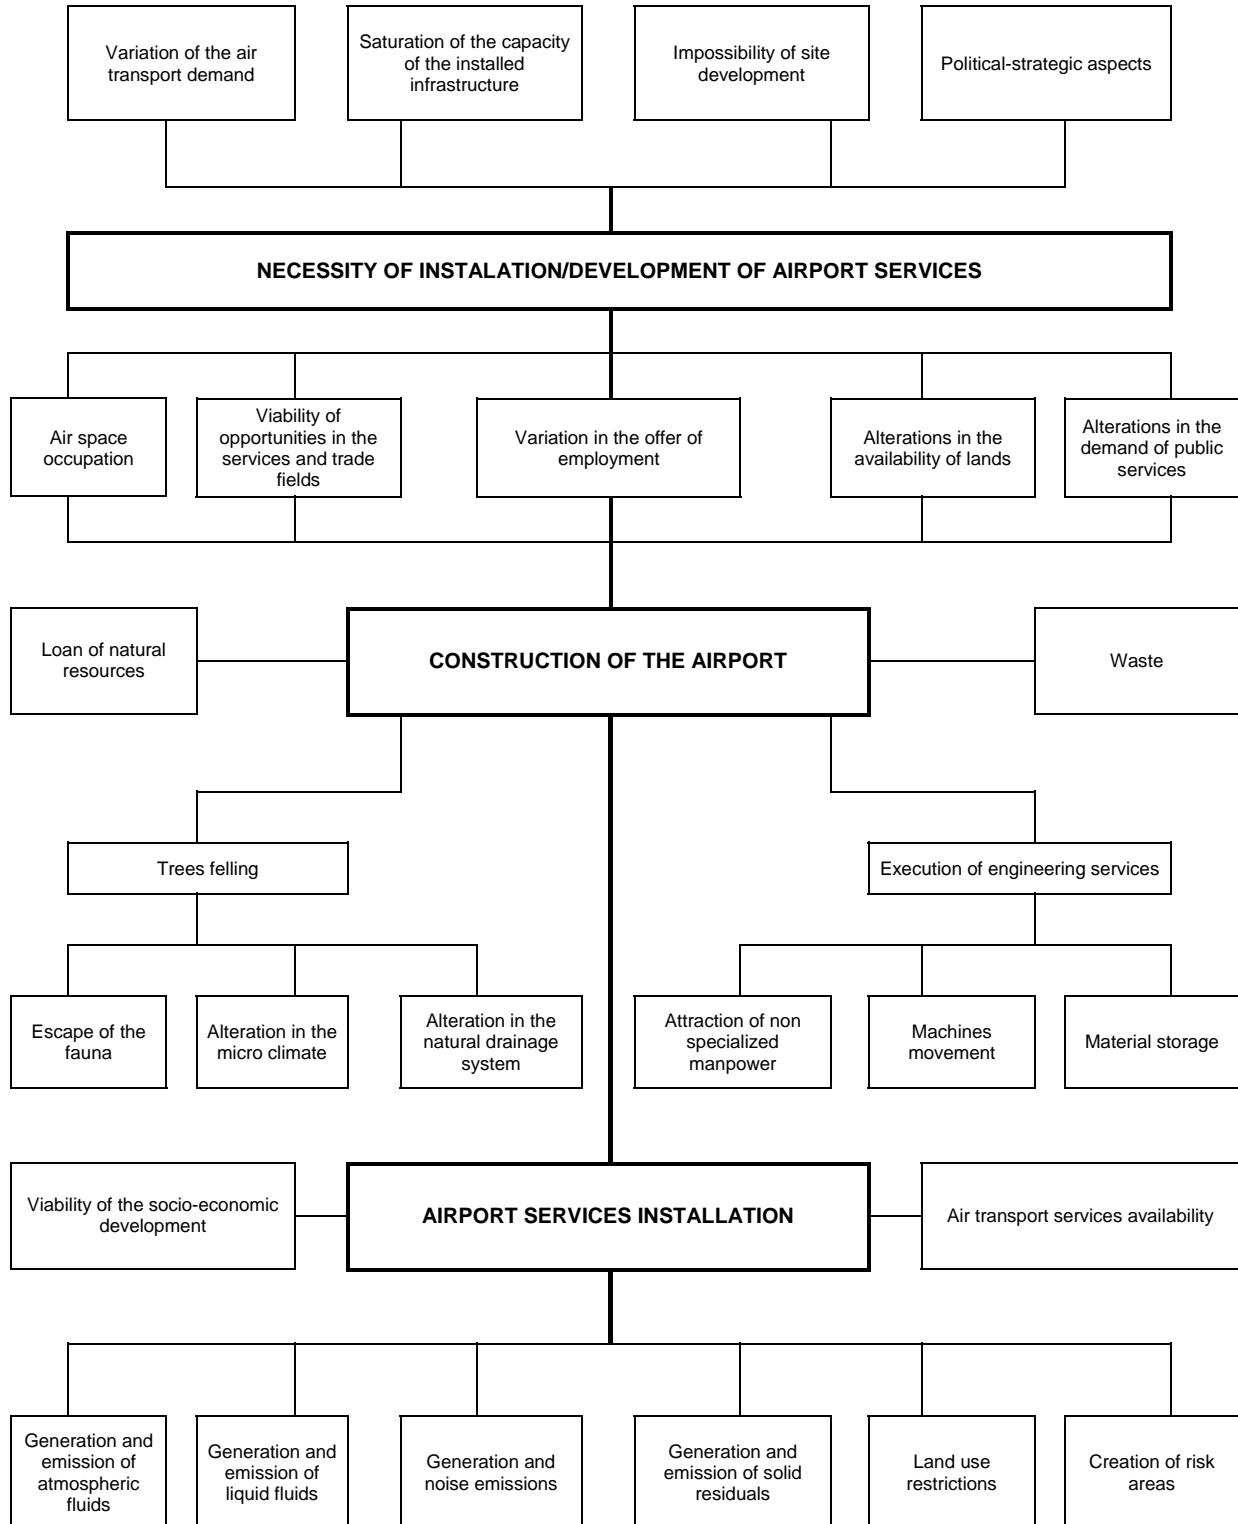 Variation of the air
transport demand
Saturation of the capacity
of the installed
infrastructure
Impossibility of site
development
Political-strategic aspects
NECESSITY OF INSTALATION/DEVELOPMENT OF AIRPORT SERVICES
Air space
occupation
Viability of
opportunities in the
services and trade
fields
Variation in the offer of
employment
Alterations in the
availability of lands
Alterations in the
demand of public
services
Loan of natural
resources
CONSTRUCTION OF THE AIRPORT
Waste
Trees felling
Execution of engineering services
Escape of the
fauna
Alteration in the
micro climate
Alteration in the
natural drainage
system
Attraction of non
specialized
manpower
Machines
movement
Material storage
Viability of the socio-economic
development
AIRPORT SERVICES INSTALLATION
Air transport services availability
Generation and
emission of
atmospheric
fluids
Generation and
emission of
liquid fluids
Generation and
noise emissions
Generation and
emission of solid
residuals
Land use
restrictions
Creation of risk
areas